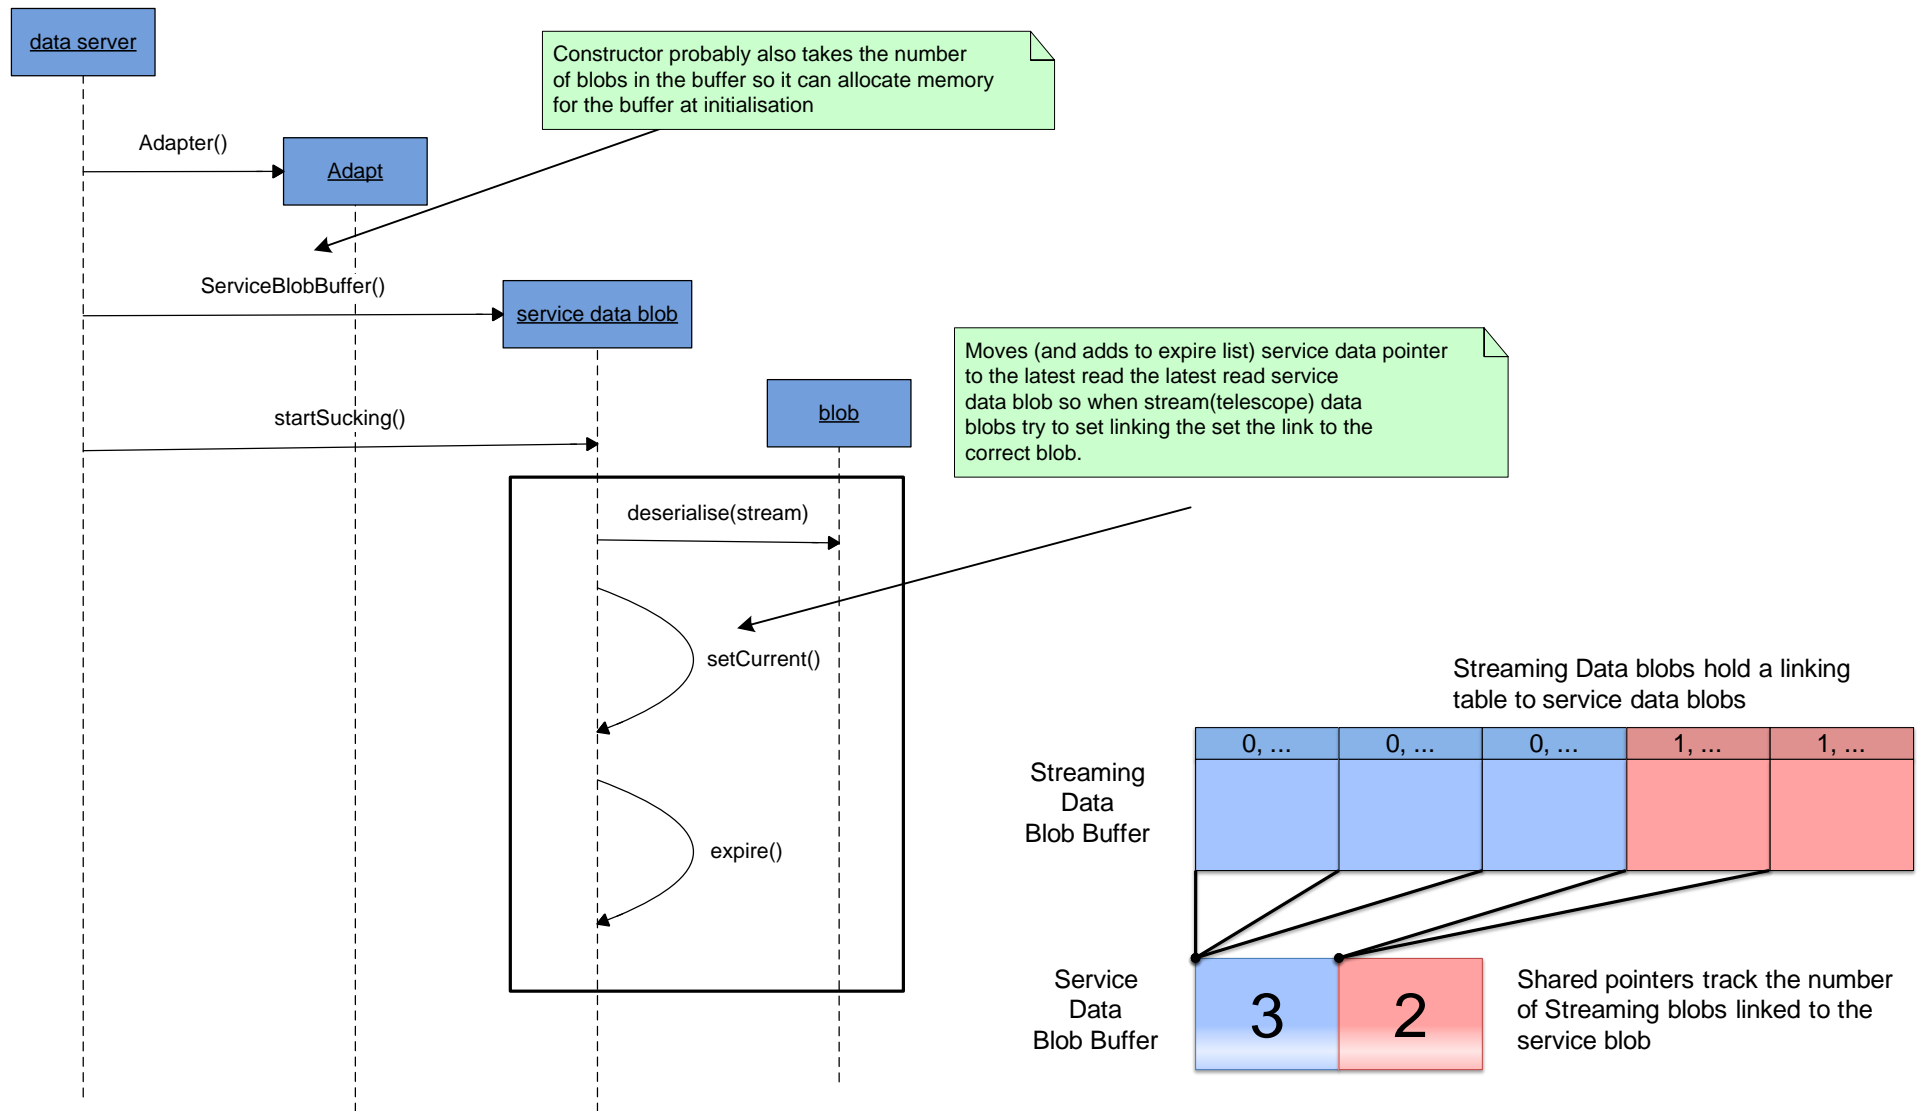 data server
Constructor probably also takes the number
of blobs in the buffer so it can allocate memory
for the buffer at initialisation
Adapter()
Adapt
ServiceBlobBuffer()
service data blob
Moves (and adds to expire list) service data pointer
to the latest read the latest read service
data blob so when stream(telescope) data
blobs try to set linking the set the link to the
correct blob.
startSucking()
blob
deserialise(stream)
setCurrent()
expire()
Streaming Data blobs hold a linking
table to service data blobs
0, ...
0, ...
0, ...
1, ...
1, ...
Streaming
Data
Blob Buffer
Service
Data
Blob Buffer
3
2
Shared pointers track the number
of Streaming blobs linked to the
service blob